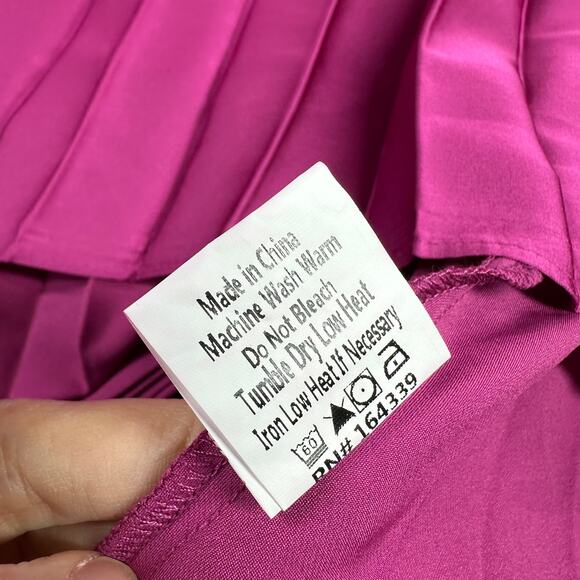 Made in China
Machine Wash Warm
Do Not Bleach
Tumble Dry Low Heat
Iron Low Heat If Necessary
60
RN# 164339